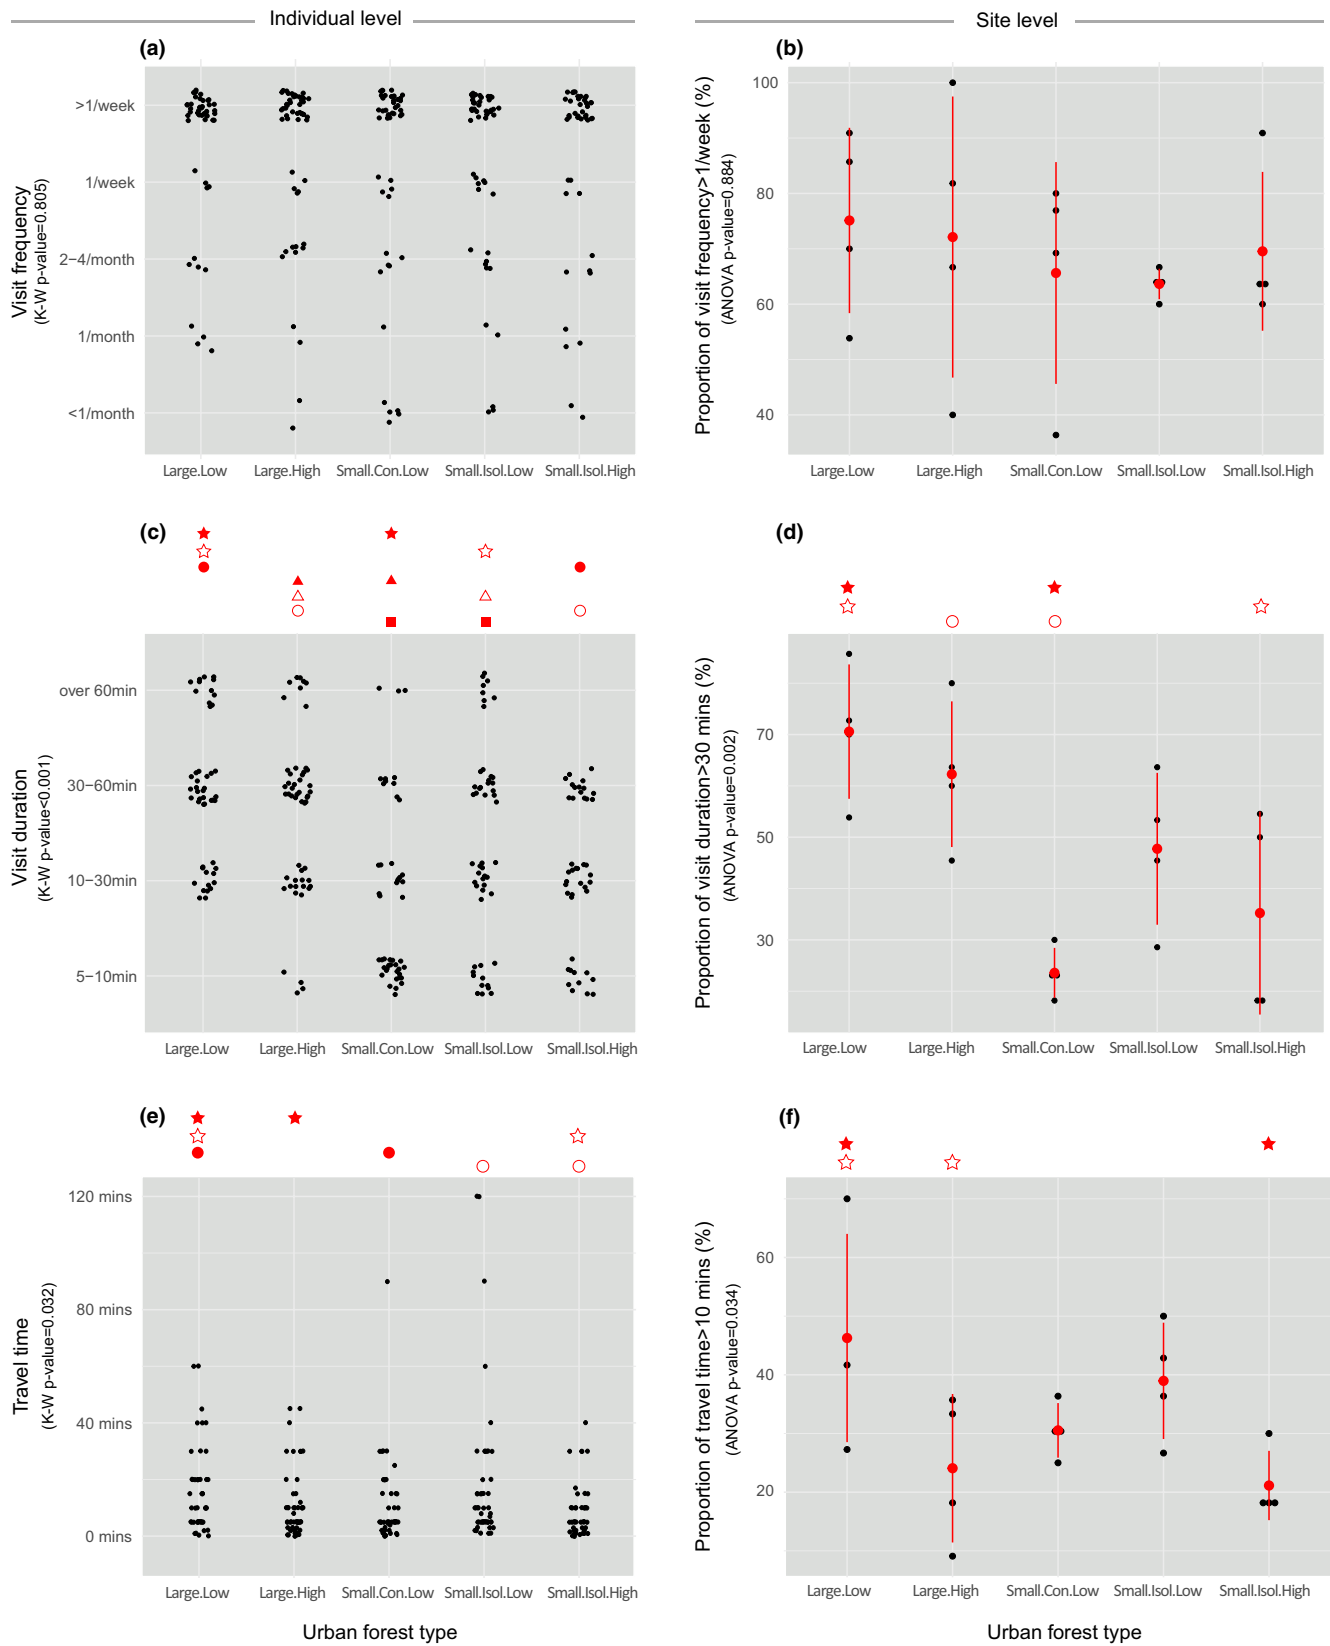 Individual level
Site level
(a)
Visit frequency
(K-W p-value=0.805)
>1/week
1/week
2−4/month
1/month
<1/month
Large.Low Large.High Small.Con.Low Small.Isol.Low Small.Isol.High
(b)
Proportion of visit frequency>1/week (%)
(ANOVA p-value=0.884)
100
80
60
40
Large.Low Large.High Small.Con.Low Small.Isol.Low Small.Isol.High
(c)
Visit duration
(K-W p-value<0.001)
over 60min
30−60min
10−30min
5−10min
Large.Low Large.High Small.Con.Low Small.Isol.Low Small.Isol.High
(d)
Proportion of visit duration>30 mins (%)
(ANOVA p-value=0.002)
70
50
30
Large.Low Large.High Small.Con.Low Small.Isol.Low Small.Isol.High
(e)
Travel time
(K-W p-value=0.032)
120 mins
80 mins
40 mins
0 mins
Large.Low Large.High Small.Con.Low Small.Isol.Low Small.Isol.High
Urban forest type
(f)
Proportion of travel time>10 mins (%)
(ANOVA p-value=0.034)
60
40
20
Large.Low Large.High Small.Con.Low Small.Isol.Low Small.Isol.High
Urban forest type